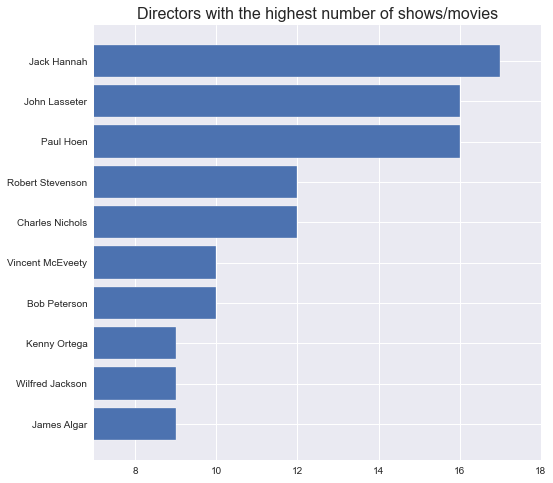 Directors with the highest number of shows/movies
Jack Hannah
John Lasseter
Paul Hoen
Robert Stevenson
Charles Nichols
Vincent McEveety
Bob Peterson
Kenny Ortega
Wilfred Jackson
James Algar
8 10 12 14 16 18